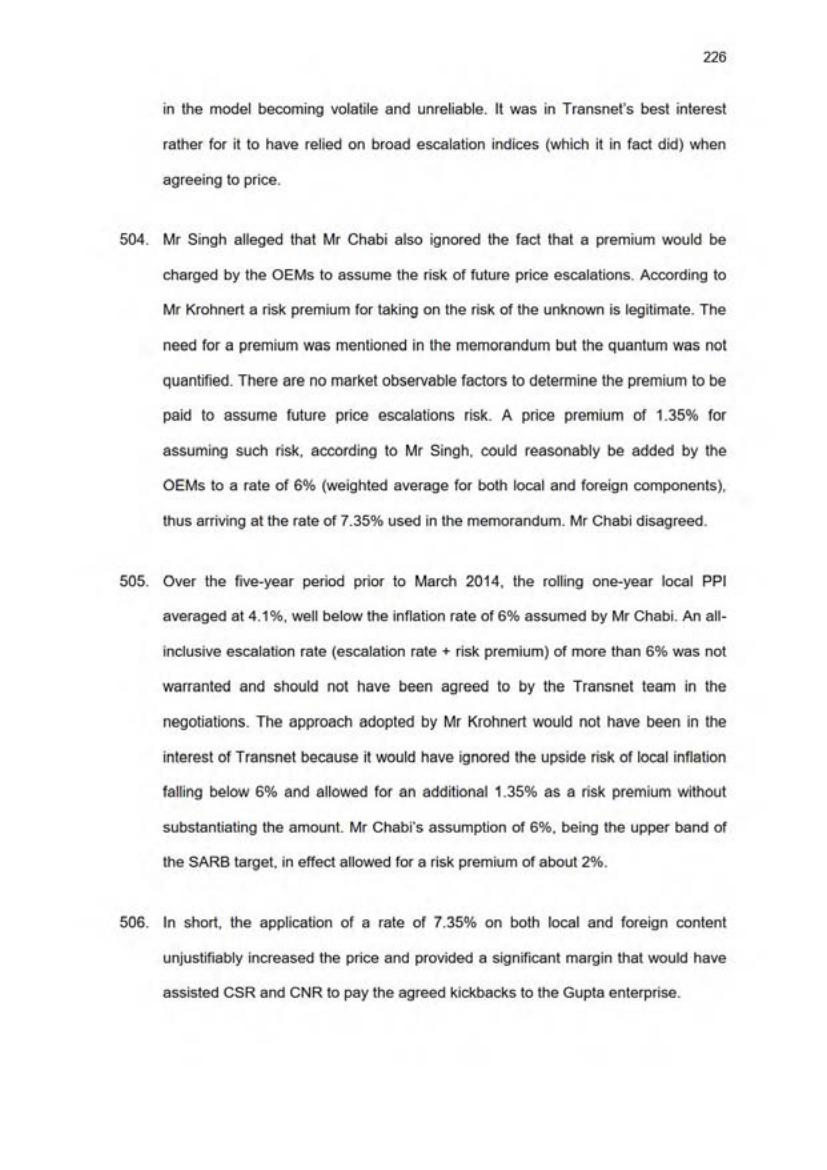 226
in the model becoming volatile and unreliable. It was in Transnet's best interest
rather for it to have relied on broad escalation indices (which it in fact did) when
agreeing to price.
504. Mr Singh alleged that Mr Chabi also ignored the fact that a premium would be
charged by the OEMs to assume the risk of future price escalations. According to
Mr Krohnert a risk premium for taking on the risk of the unknown is legitimate. The
need for a premium was mentioned in the memorandum but the quantum was not
quantified. There are no market observable factors to determine the premium to be
paid to assume future price escalations risk. A price premium of 1.35% for
assuming such risk, according to Mr Singh, could reasonably be added by the
OEMs to a rate of 6% (weighted average for both local and foreign components),
thus arriving at the rate of 7.35% used in the memorandum. Mr Chabi disagreed.
505. Over the five-year period prior to March 2014, the rolling one-year local PPI
averaged at 4.1%, well below the inflation rate of 6% assumed by Mr Chabi. An all-
inclusive escalation rate (escalation rate + risk premium) of more than 6% was not
warranted and should not have been agreed to by the Transnet team in the
negotiations. The approach adopted by Mr Krohnert would not have been in the
interest of Transnet because it would have ignored the upside risk of local inflation
falling below 6% and allowed for an additional 1.35% as a risk premium without
substantiating the amount. Mr Chabi's assumption of 6%, being the upper band of
the SARB target, in effect allowed for a risk premium of about 2%.
506. In short, the application of a rate of 7.35% on both local and foreign content
unjustifiably increased the price and provided a significant margin that would have
assisted CSR and CNR to pay the agreed kickbacks to the Gupta enterprise.